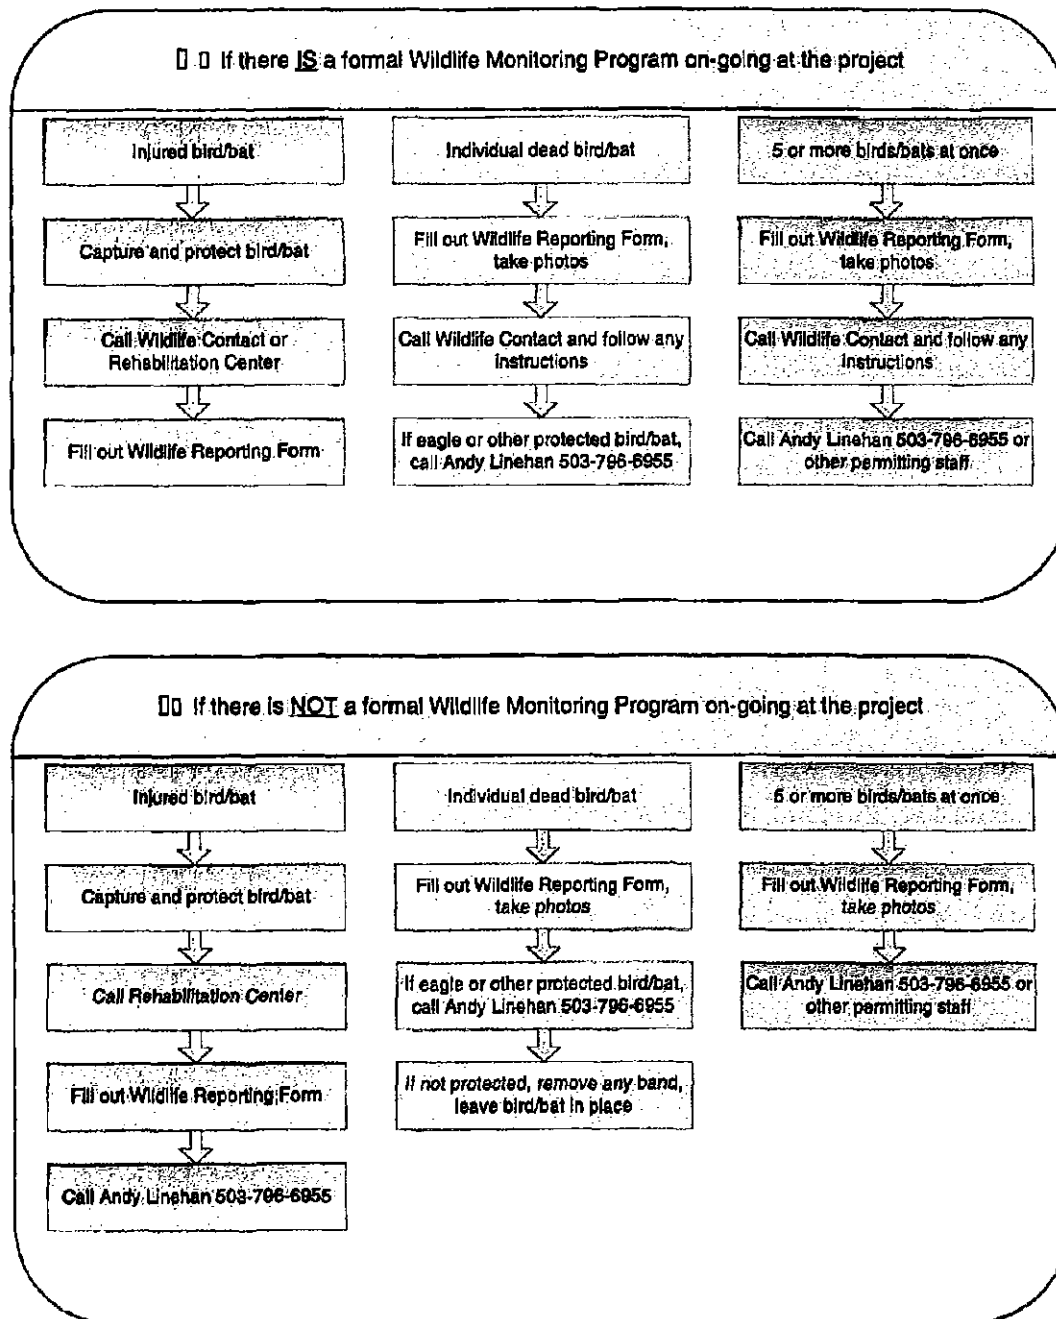 If there IS a formal Wildlife Monitoring Program on-going at the project
Injured bird/bat
Capture and protect bird/bat
Call Wildlife Contact or
Rehabilitation Center
Fill out Wildlife Reporting Form
Individual dead bird/bat
Fill out Wildlife Reporting Form,
take photos
Call Wildlife Contact and follow any
instructions
If eagle or other protected bird/bat,
call Andy Linehan 503-796-6955
5 or more birds/bats at once
Fill out Wildlife Reporting Form,
take photos
Call Wildlife Contact and follow any
instructions
Call Andy Linehan 503-796-6955 or
other permitting staff
If there is NOT a formal Wildlife Monitoring Program on-going at the project
Injured bird/bat
Capture and protect bird/bat
Call Rehabilitation Center
Fill out Wildlife Reporting Form
Call Andy Linehan 503-796-6955
Individual dead bird/bat
Fill out Wildlife Reporting Form,
take photos
If eagle or other protected bird/bat,
call Andy Linehan 503-796-6955
If not protected, remove any band,
leave bird/bat in place
5 or more birds/bats at once
Fill out Wildlife Reporting Form,
take photos
Call Andy Linehan 503-796-6955 or
other permitting staff